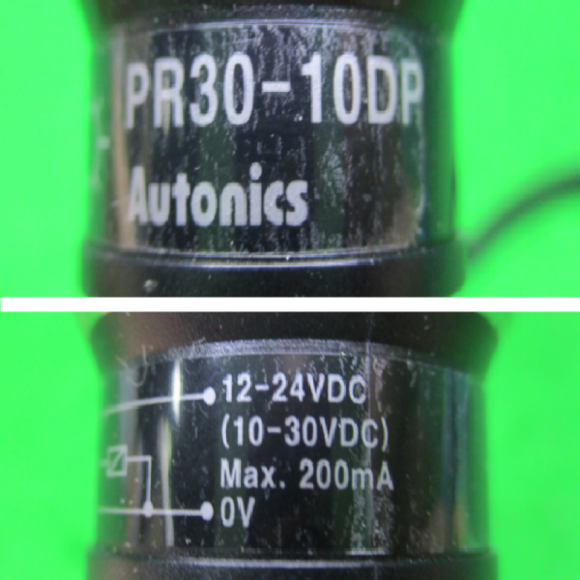 PR30-10DP
Autonics
12-24VDC
(10-30VDC)
Max. 200mA
0V